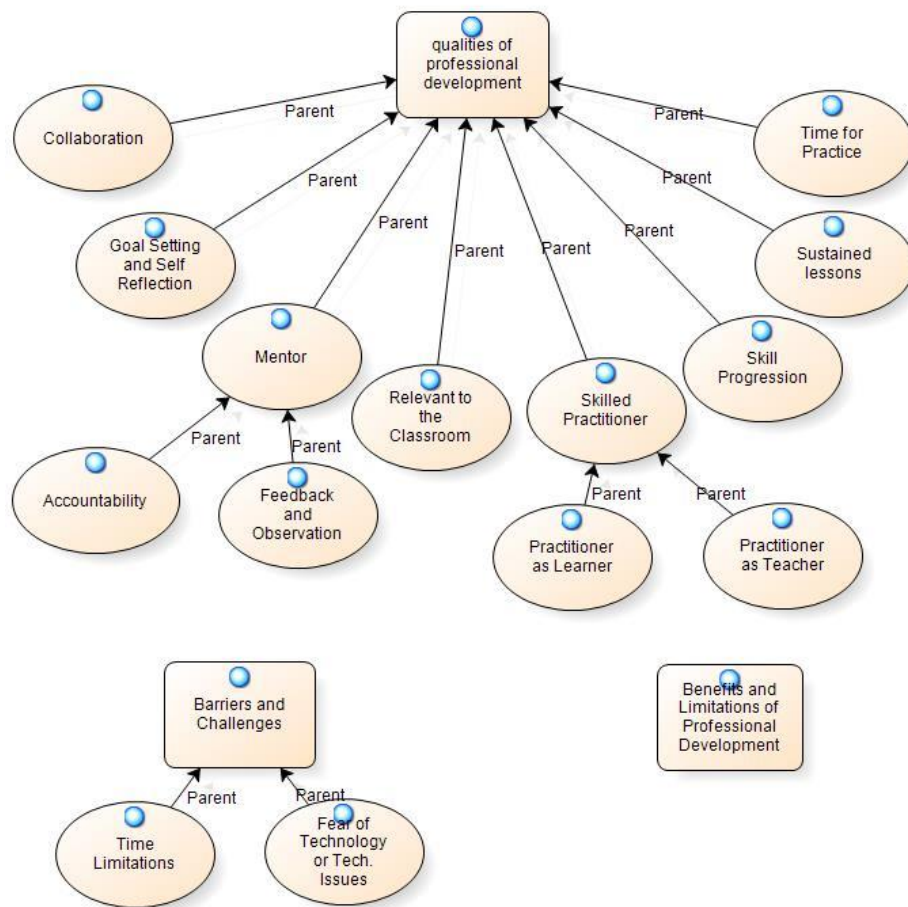 qualities of
professional
development
Collaboration
Parent
Parent
Time for
Practice
Parent
Parent
Goal Setting
and Self
Reflection
Parent
Parent
Parent
Parent
Sustained
lessons
Mentor
Skill
Progression
Relevant to
the
Classroom
Skilled
Practitioner
Parent
Parent
Accountability
Feedback
and
Observation
Parent
Parent
Practitioner
as Learner
Practitioner
as Teacher
Barriers and
Challenges
Benefits and
Limitations of
Professional
Development
Parent
Parent
Time
Limitations
Fear of
Technology
or Tech.
Issues